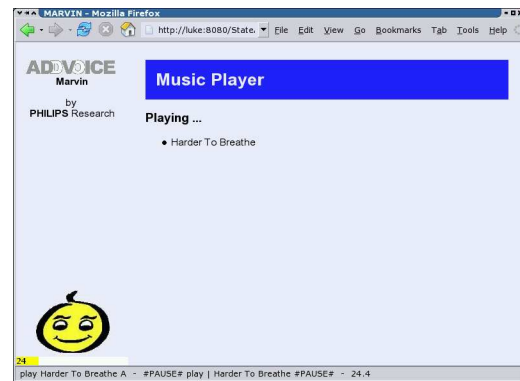 MARVIN - Mozilla Firefox
http://luke:8080/State. File Edit View Go Bookmarks Tab Tools Help
ADDVOICE
Marvin
by
PHILIPS Research
Music Player
Playing ...
Harder To Breathe
24
play Harder To Breathe A - #PAUSE# play | Harder To Breathe #PAUSE# - 24.4